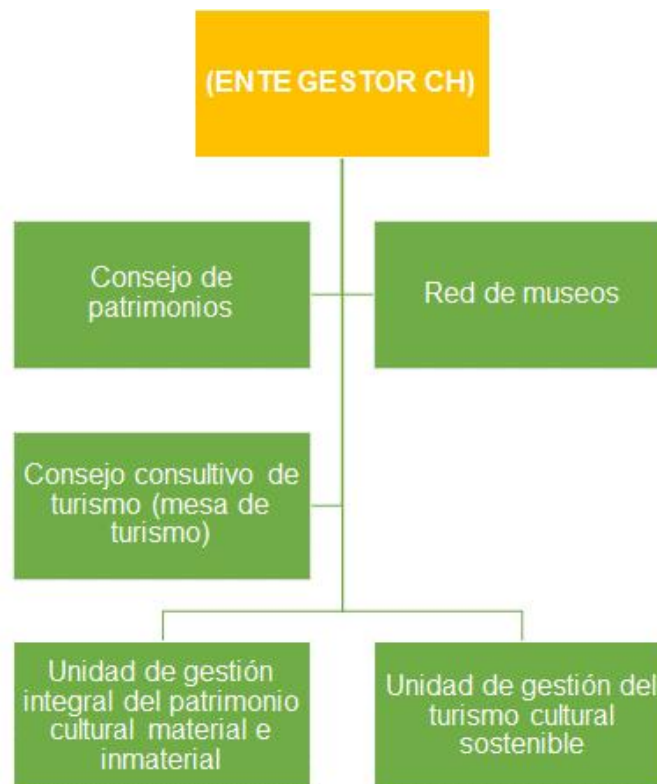 (ENTE GESTOR CH)
Consejo de
patrimonios
Red de museos
Consejo consultivo de
turismo (mesa de
turismo)
Unidad de gestión
integral del patrimonio
cultural material e
inmaterial
Unidad de gestión del
turismo cultural
sostenible